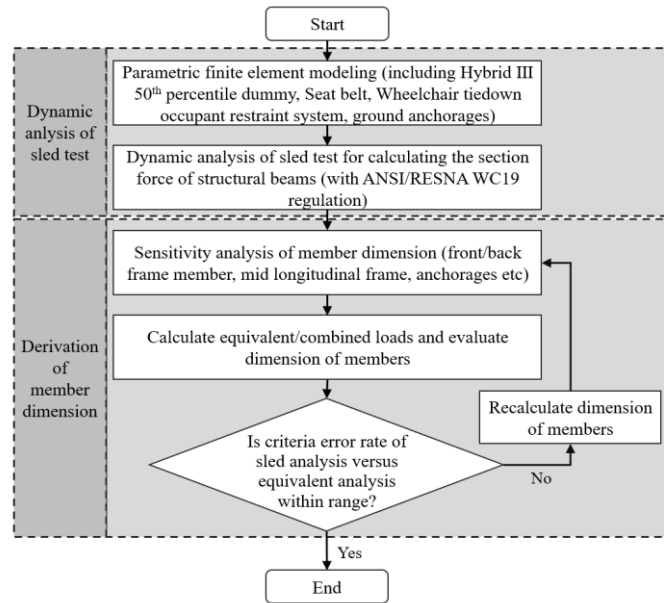 Start
Dynamic
anlysis of
sled test
Parametric finite element modeling (including Hybrid III
50th percentile dummy, Seat belt, Wheelchair tiedown
occupant restraint system, ground anchorages)
Dynamic analysis of sled test for calculating the section
force of structural beams (with ANSI/RESNA WC19
regulation)
Derivation
of
member
dimension
Sensitivity analysis of member dimension (front/back
frame member, mid longitudinal frame, anchorages etc)
Calculate equivalent/combined loads and evaluate
dimension of members
Is criteria error rate of
sled analysis versus
equivalent analysis
within range?
Recalculate dimension
of members
No
Yes
End